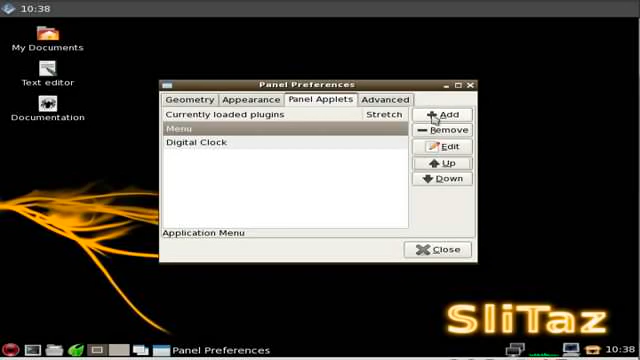 10:38
My Documents
Text editor
Documentation
Panel Preferences
Geometry Appearance Panel Applets Advanced
Currently loaded plugins Stretch
Menu
Digital Clock
Application Menu
Add
Remove
Edit
Up
Down
Close
SliTaz
Panel Preferences 10:38